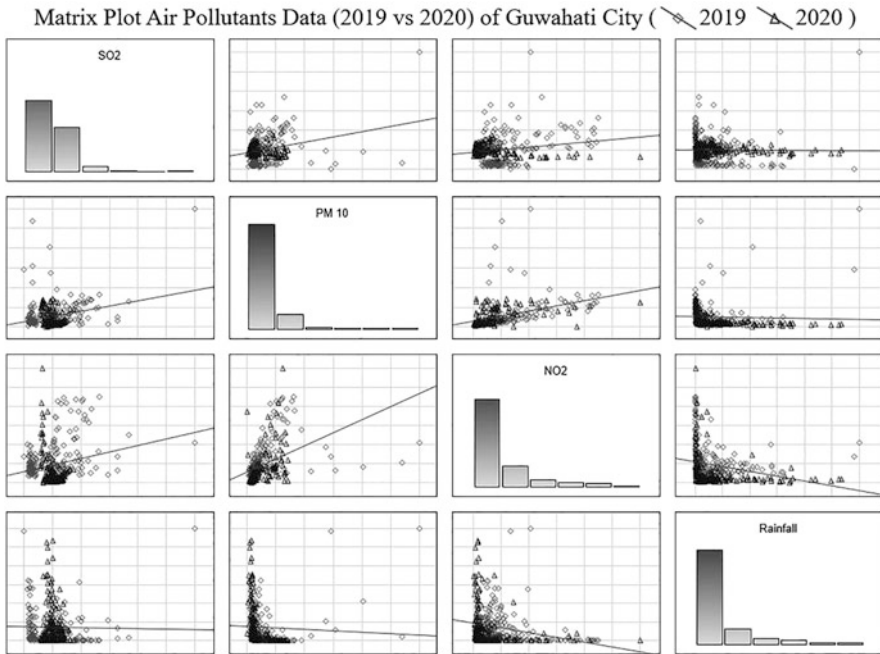 Matrix Plot Air Pollutants Data (2019 vs 2020) of Guwahati City ( 2019 2020 )
SO2
PM 10
NO2
Rainfall